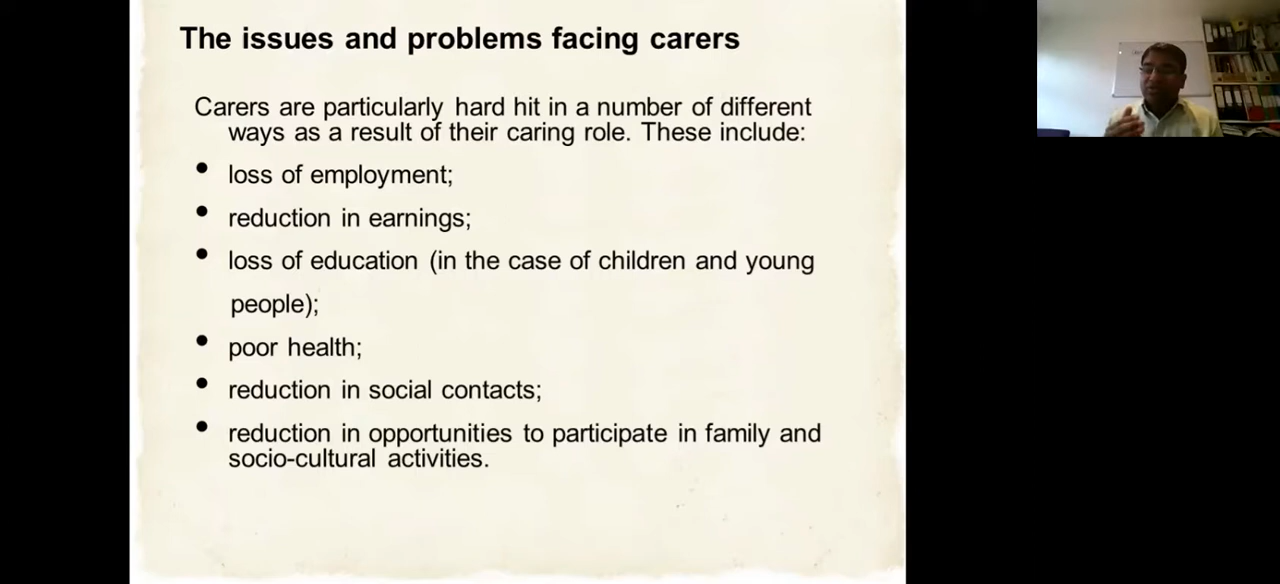 The issues and problems facing carers
Carers are particularly hard hit in a number of different
ways as a result of their caring role. These include:
• loss of employment;
• reduction in earnings;
• loss of education (in the case of children and young
people);
• poor health;
• reduction in social contacts;
• reduction in opportunities to participate in family and
socio-cultural activities.